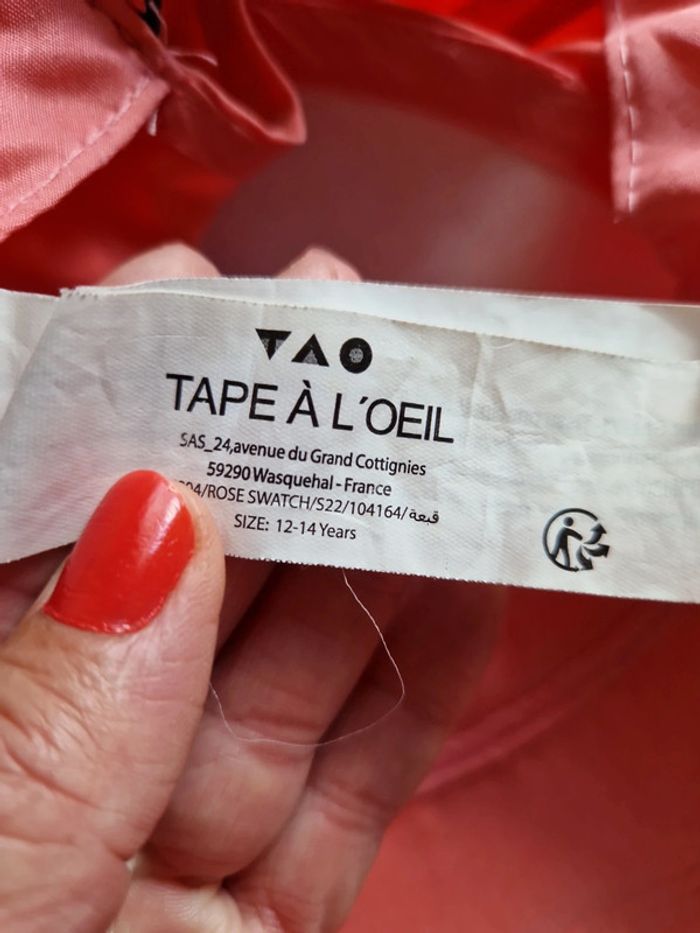 TAO
TAPE À L'OEIL
SAS_24,avenue du Grand Cottignies
59290 Wasquehal - France
/ROSE SWATCH/S22/104164/قبعة
SIZE: 12-14 Years